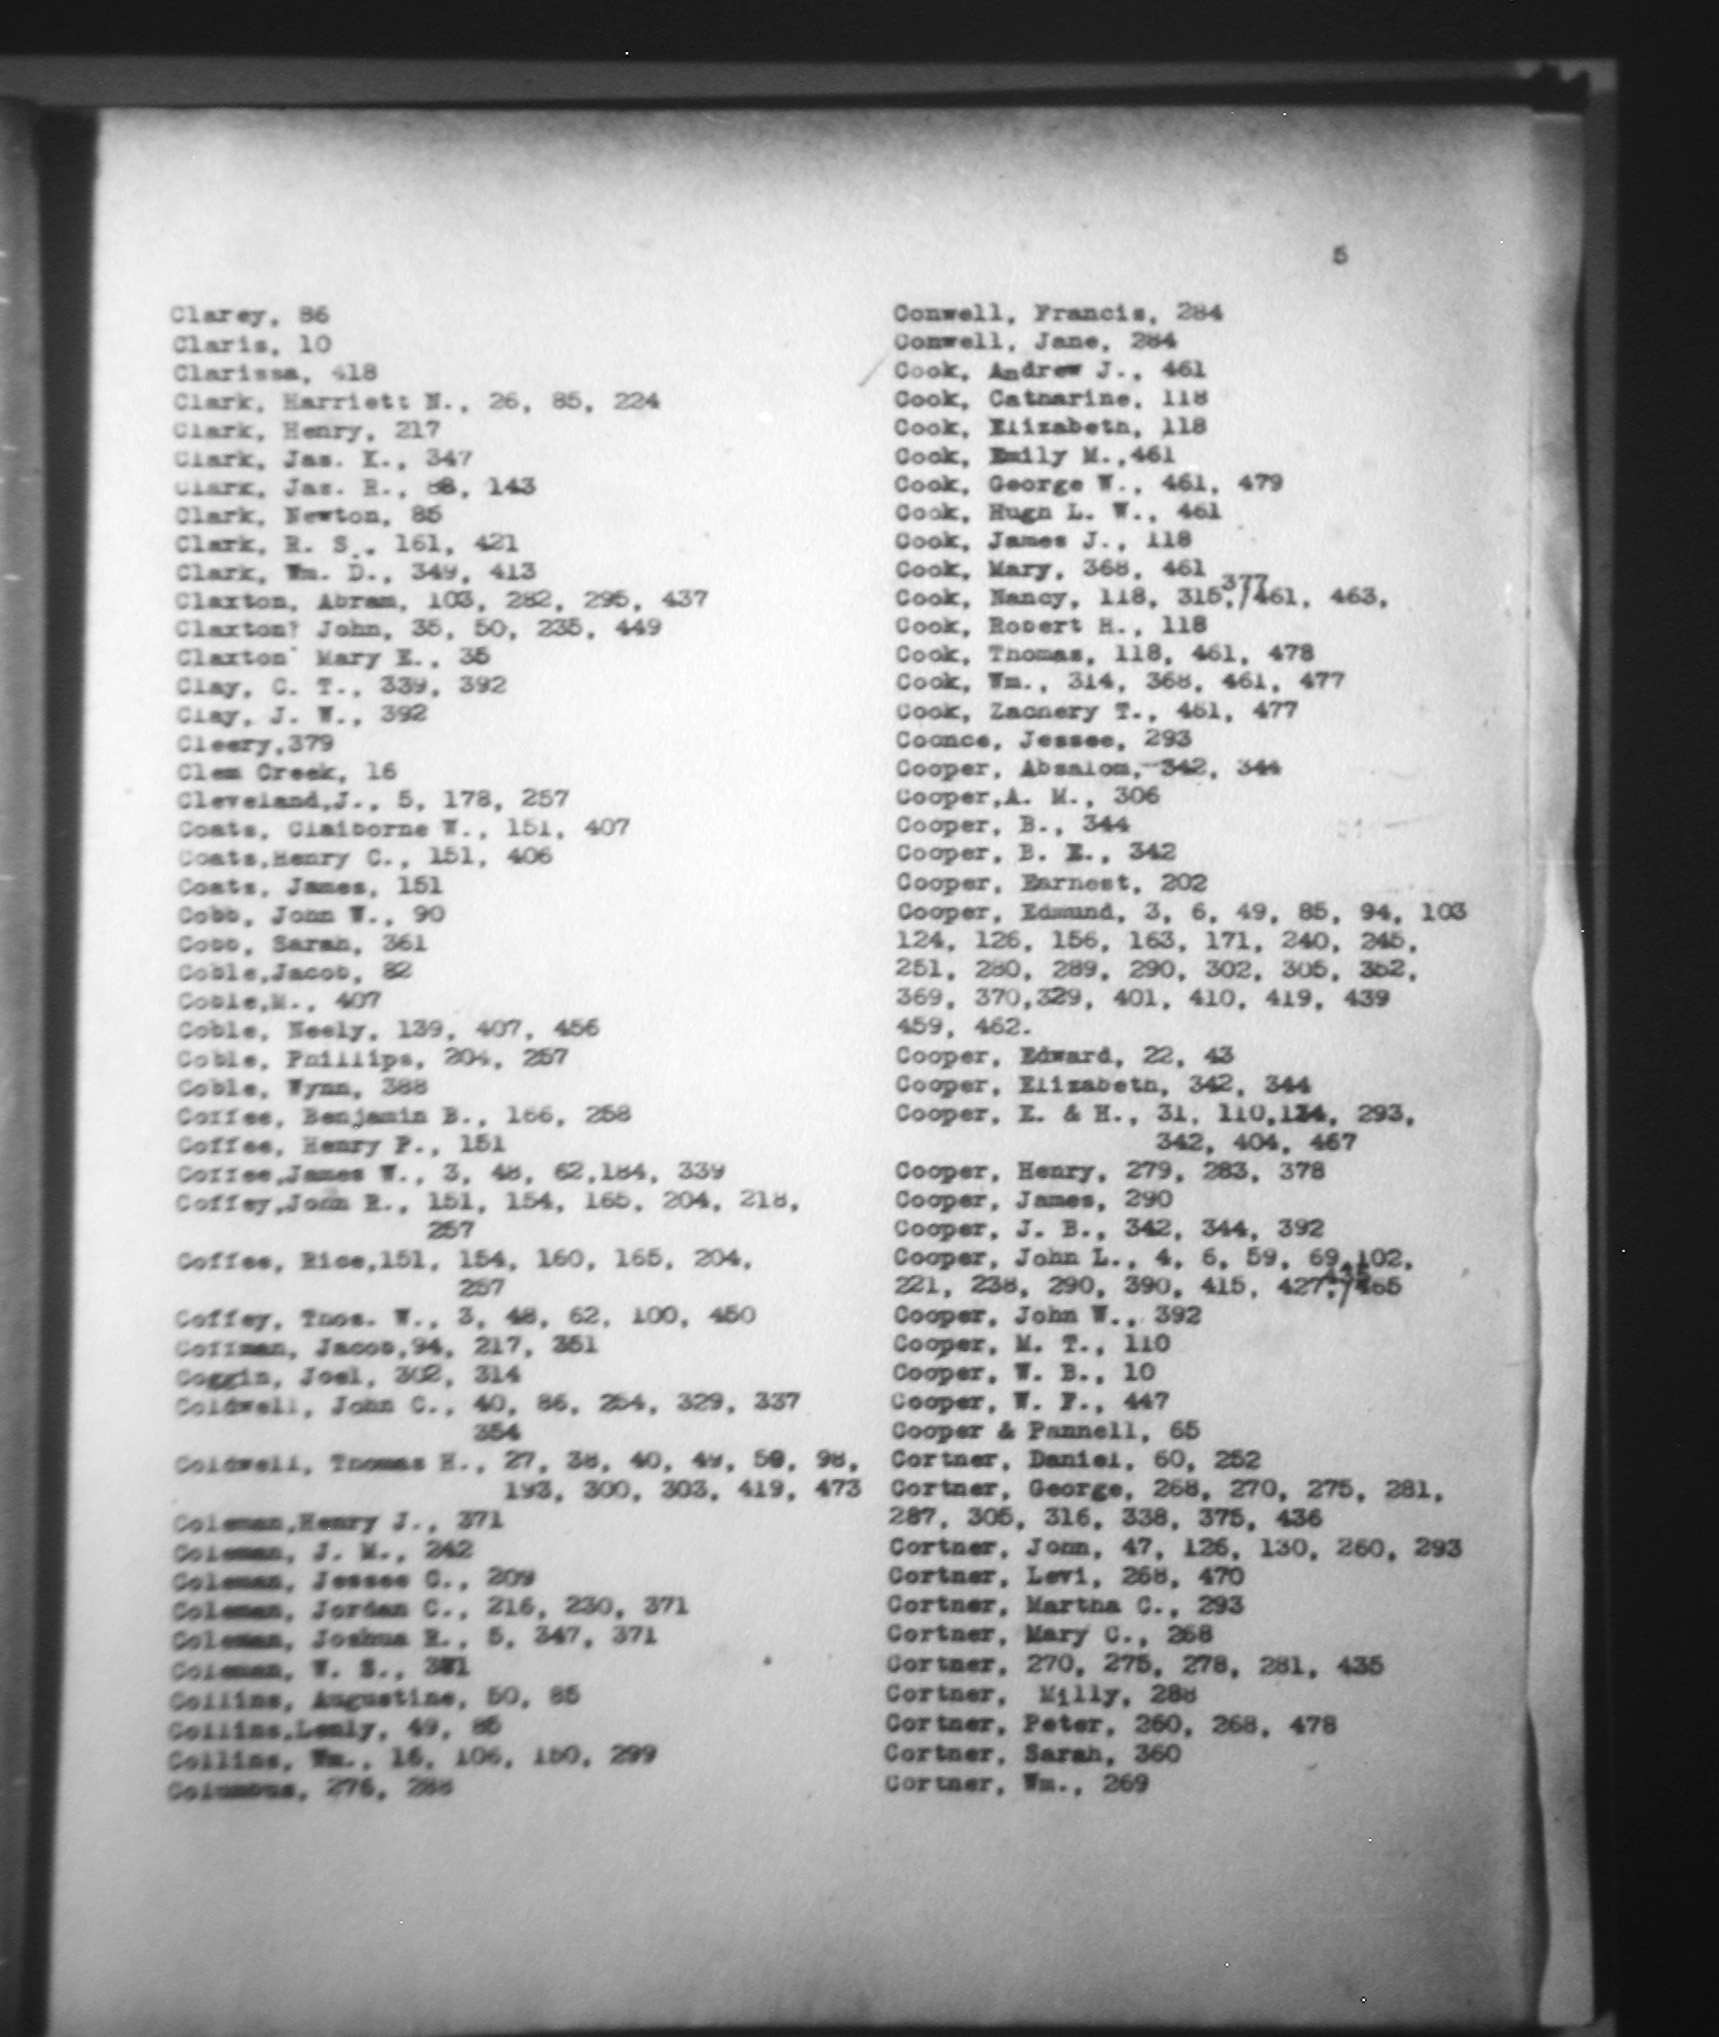 5
Clarey, 86
Claris, 10
Clarissa, 418
Clark, Harriett N., 26, 85, 224
Clark, Henry, 217
Clark, Jas. K., 347
Clark, Jas. R., 88, 143
Clark, Newton, 85
Clark, R. S., 161, 421
Clark, Wm. D., 349, 413
Claxton, Abram, 103, 282, 295, 437
Claxton, John, 35, 50, 235, 449
Claxton Mary E., 35
Clay, C. T., 339, 392
Clay, J. W., 392
Cleery,379
Clem Creek, 16
Cleveland,J., 5, 178, 257
Coats, Claiborne W., 151, 407
Coats,Henry C., 151, 406
Coats, James, 151
Cobb, John W., 90
Cobb, Sarah, 361
Coble,Jacob, 82
Coble,M., 407
Coble, Neely, 139, 407, 456
Coble, Phillips, 204, 257
Coble, Wynn, 388
Coffee, Benjamin B., 166, 258
Coffee, Henry P., 151
Coffee,James W., 3, 48, 62,184, 339
Coffey,John R., 151, 154, 165, 204, 218,
257
Coffee, Rice,151, 154, 160, 165, 204,
257
Coffey, Thos. W., 3, 48, 62, 100, 450
Coffman, Jacob,94, 217, 351
Coggin, Joel, 302, 314
Coldwell, John C., 40, 86, 254, 329, 337
354
Coldwell, Thomas H., 27, 38, 40, 49, 50, 98,
193, 300, 303, 419, 473
Coleman,Henry J., 371
Coleman, J. M., 242
Coleman, Jessee C., 209
Coleman, Jordan C., 216, 230, 371
Coleman, Joshua R., 5, 347, 371
Coleman, W. S.,
Collins, Augustine, 50, 85
Collins,Lemly, 49, 85
Collins, Wm., 16, 106, 150, 299
Columbus, 276, 288
Conwell, Francis, 284
Conwell, Jane, 284
Cook, Andrew J., 461
Cook, Catharine, 118
Cook, Elizabeth, 118
Cook, Emily M.,461
Cook, George W., 461, 479
Cook, Hugh L. W., 461
Cook, James J., 118
Cook, Mary, 368, 461
Cook, Nancy, 118, 315, 377/461, 463,
Cook, Robert H., 118
Cook, Thomas, 118, 461, 478
Cook, Wm., 314, 368, 461, 477
Cook, Zachery T., 461, 477
Coonce, Jessee, 293
Cooper, Absalom, 342, 344
Cooper,A. M., 306
Cooper, B., 344
Cooper, B. E., 342
Cooper, Earnest, 202
Cooper, Edmund, 3, 6, 49, 85, 94, 103
124, 126, 156, 163, 171, 240, 245,
251, 280, 289, 290, 302, 305, 352,
369, 370,329, 401, 410, 419, 439
459, 462.
Cooper, Edward, 22, 43
Cooper, Elizabeth, 342, 344
Cooper, E. & H., 31, 110,134, 293,
342, 404, 467
Cooper, Henry, 279, 283, 378
Cooper, James, 290
Cooper, J. B., 342, 344, 392
Cooper, John L., 4, 6, 59, 69,102,
221, 238, 290, 390, 415, 427,/465
Cooper, John W., 392
Cooper, M. T., 110
Cooper, W. B., 10
Cooper, W. F., 447
Cooper & Pannell, 65
Cortner, Daniel, 60, 252
Cortner, George, 268, 270, 275, 281,
287, 305, 316, 338, 375, 436
Cortner, John, 47, 126, 130, 260, 293
Cortner, Levi, 268, 470
Cortner, Martha C., 293
Cortner, Mary C., 268
Cortner, 270, 275, 278, 281, 435
Cortner, Milly, 288
Cortner, Peter, 260, 268, 478
Cortner, Sarah, 360
Cortner, Wm., 269